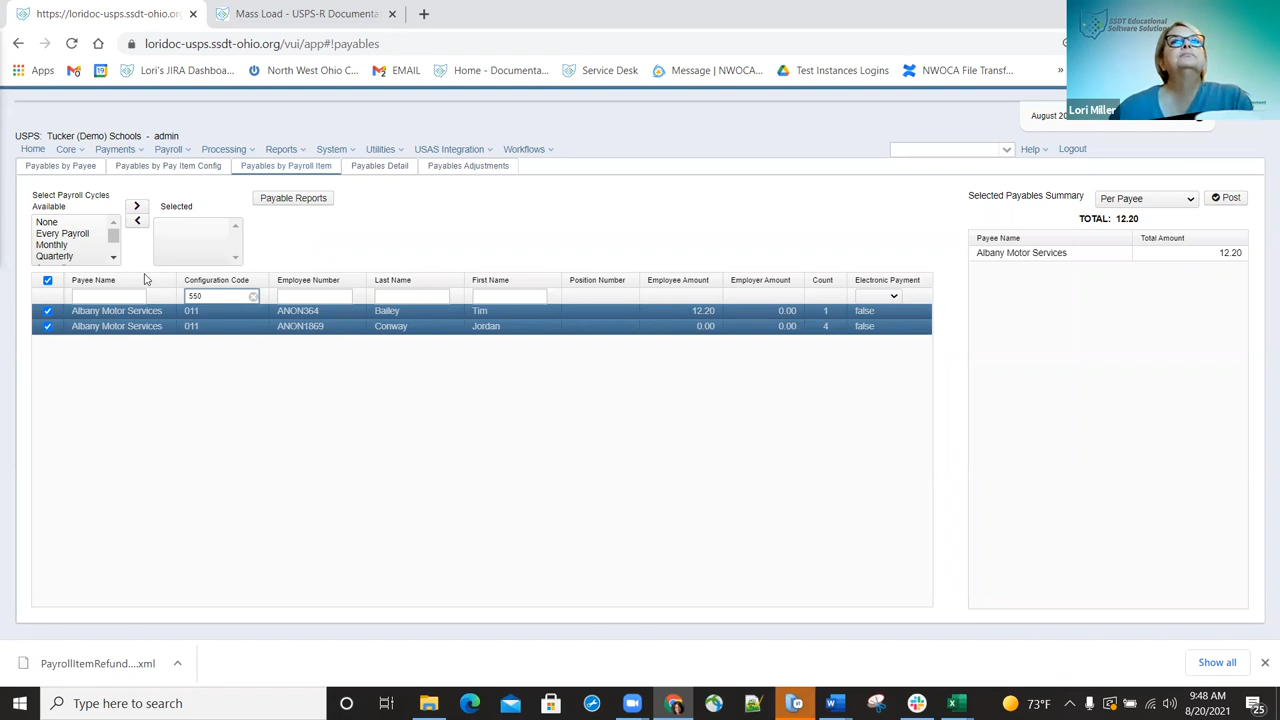 https://loridoc-usps.ssdt-ohio.org
Mass Load - USPS-R Documenta
loridoc-usps.ssdt-ohio.org/vui/app#!payables
Apps
Lori's JIRA Dashboa...
North West Ohio C...
EMAIL
Home - Documenta...
Service Desk
Message | NWOCA...
Test Instances Logins
NWOCA File Transf...
»
SSDT Educational
Software Solutions
Lori Miller
August 20
USPS: Tucker (Demo) Schools - admin
Home Core Payments Payroll Processing Reports System Utilities USAS Integration Workflows Help Logout
Payables by Payee Payables by Pay Item Config Payables by Payroll Item Payables Detail Payables Adjustments
Select Payroll Cycles
Available Selected
Payable Reports
None
Every Payroll
Monthly
Quarterly
Selected Payables Summary Per Payee Post
TOTAL: 12.20
Payee Name Total Amount
Albany Motor Services 12.20
Payee Name Configuration Code Employee Number Last Name First Name Position Number Employee Amount Employer Amount Count Electronic Payment
550
Albany Motor Services 011 ANON364 Bailey Tim 12.20 0.00 1 false
Albany Motor Services 011 ANON1869 Conway Jordan 0.00 0.00 4 false
PayrollItemRefund....xml
Show all
Type here to search
73°F
9:48 AM
8/20/2021
25